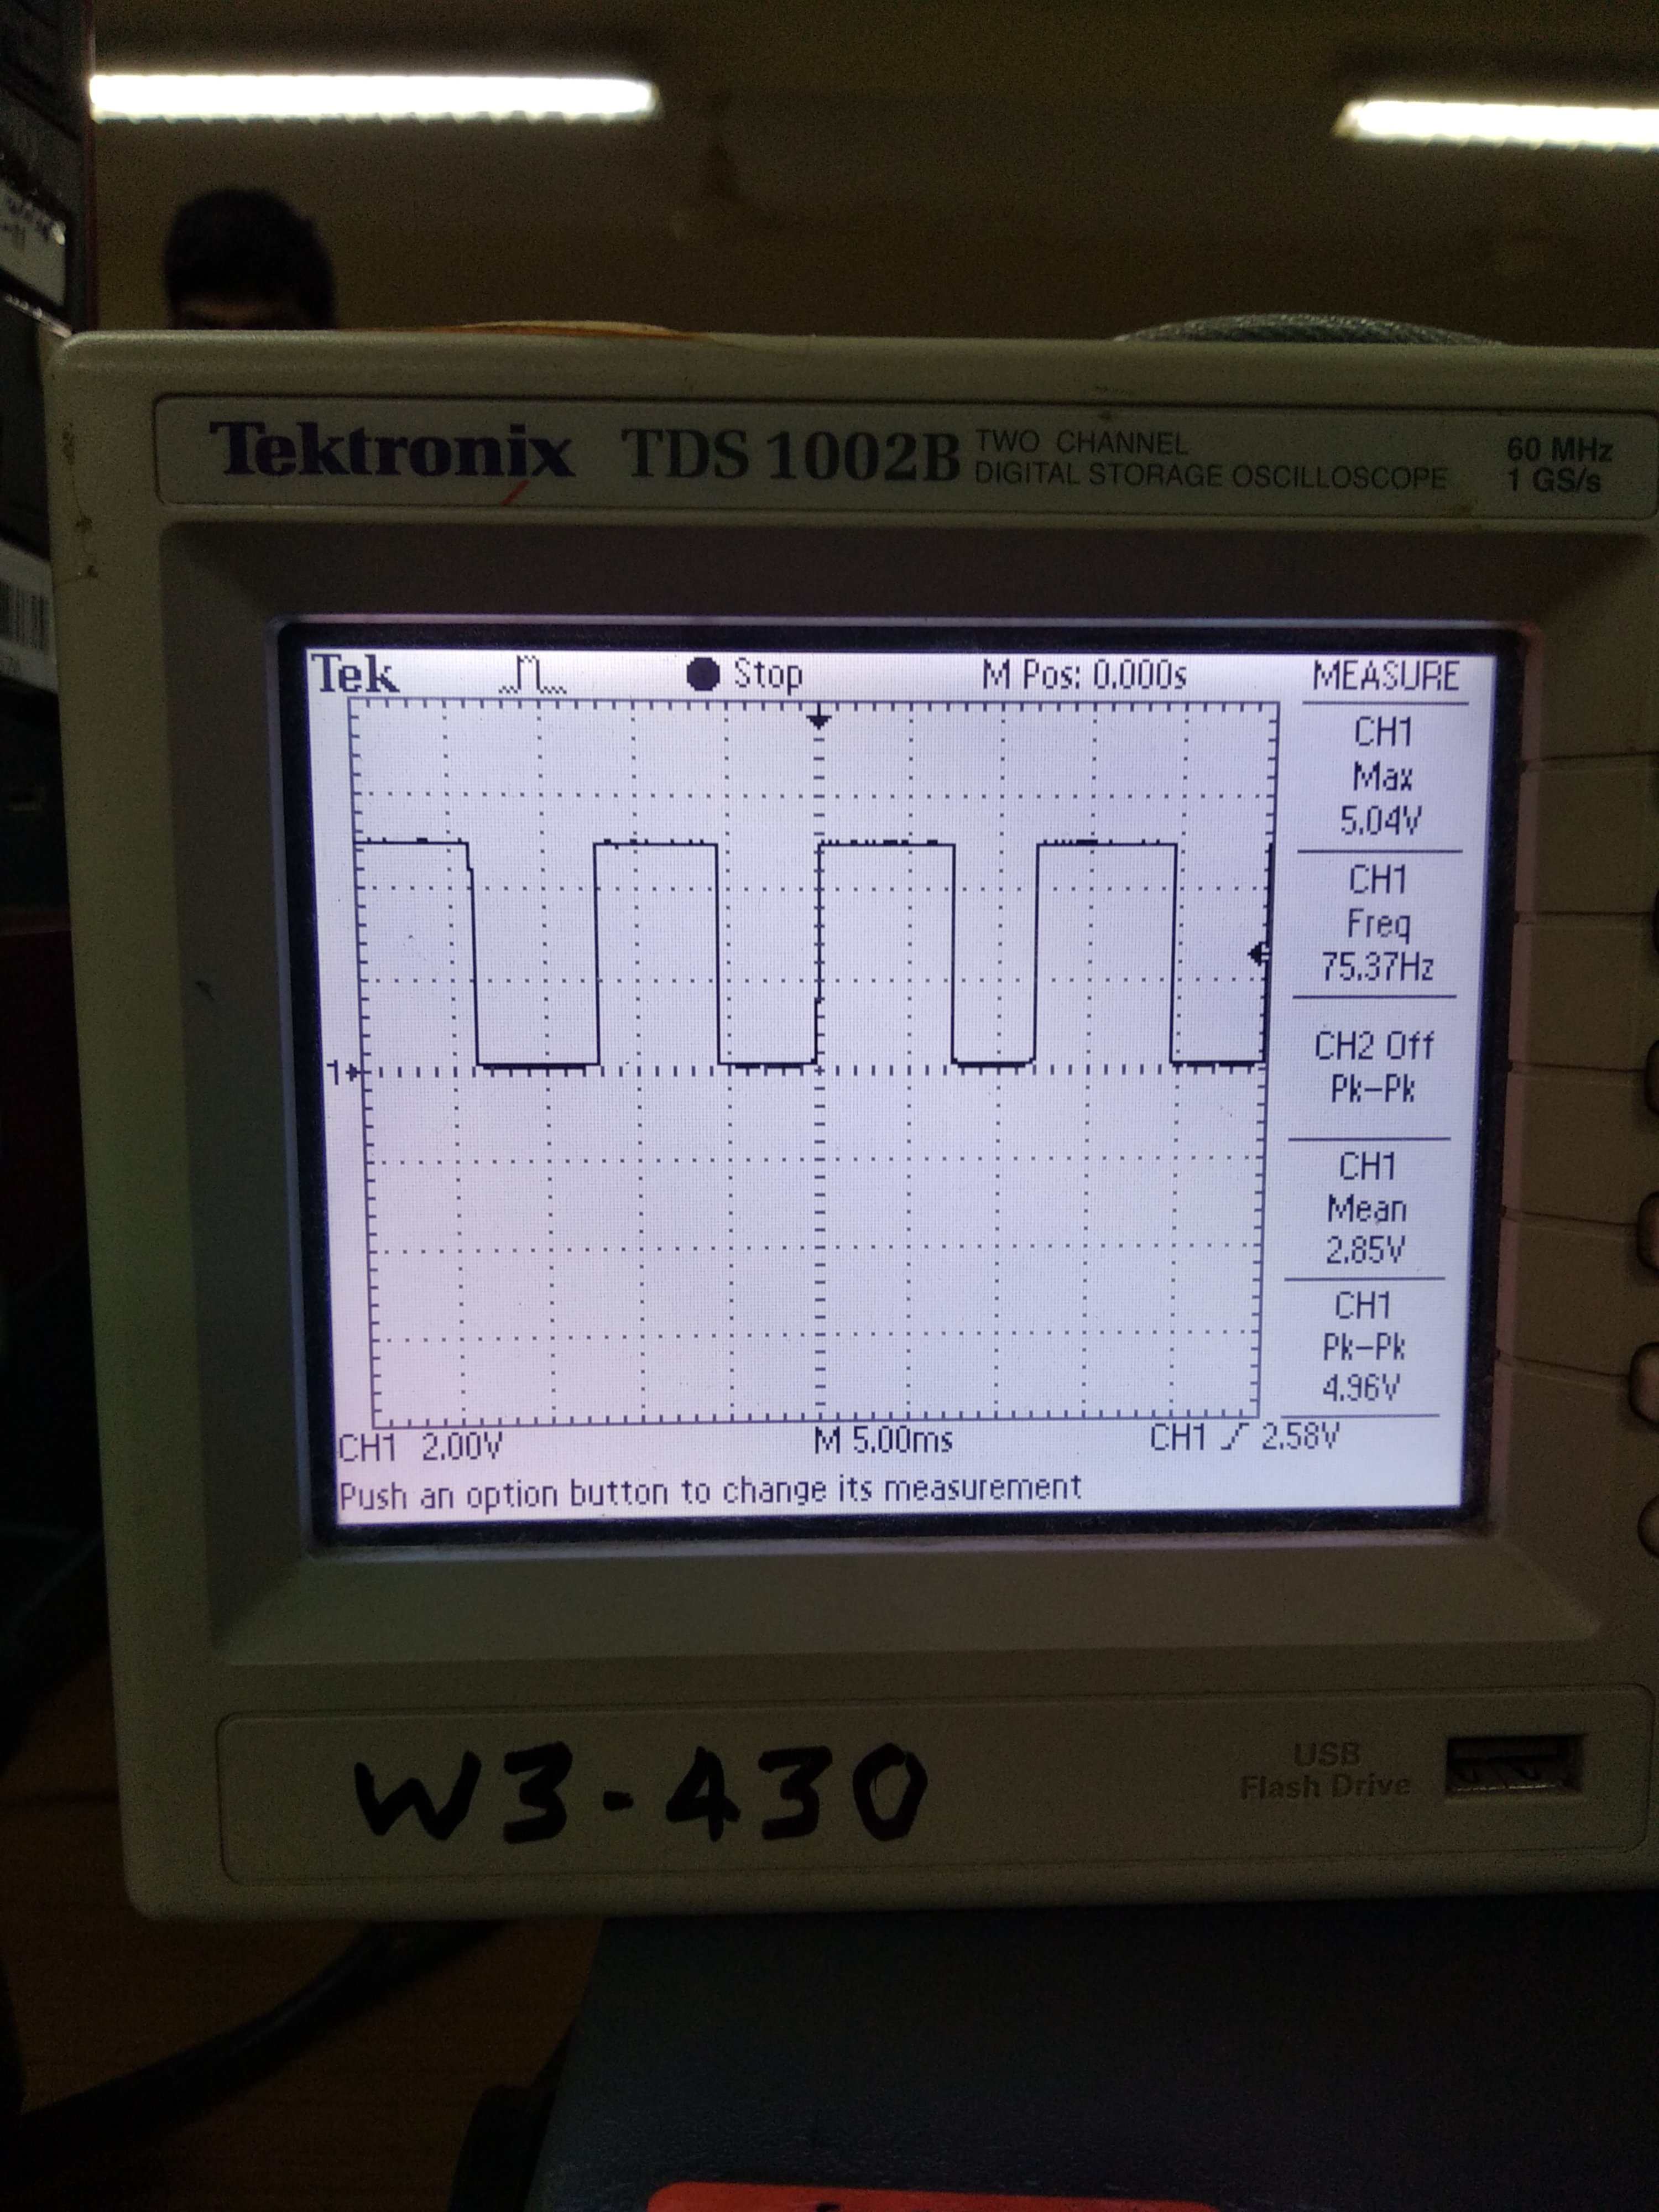 Tektronix TDS 1002B TWO CHANNEL
DIGITAL STORAGE OSCILLOSCOPE
60 MHz
1 GS/s
Tek Stop M Pos: 0.000s MEASURE
CH1
Max
5.04V
CH1
Freq
75.37Hz
CH2 Off
Pk-Pk
CH1
Mean
2.85V
CH1
Pk-Pk
4.96V
1
CH1 2.00V M 5.00ms CH1 2.58V
Push an option button to change its measurement
W3-430
USB
Flash Drive